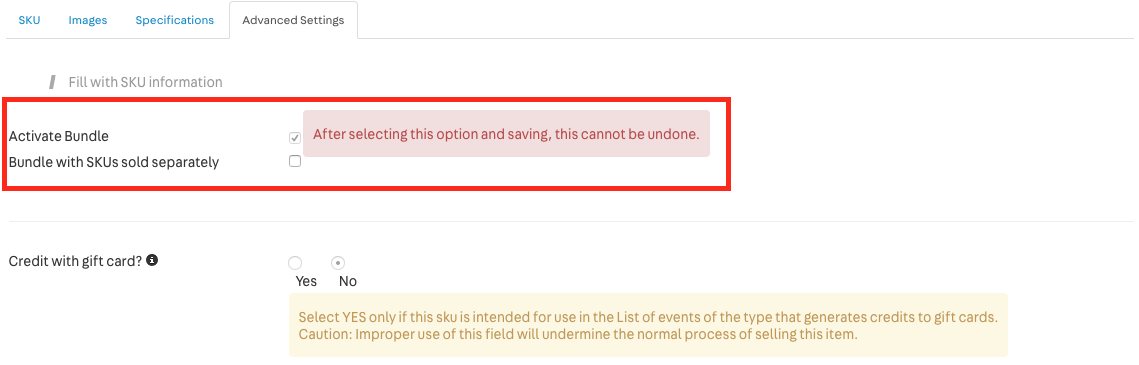 SKU Images Specifications Advanced Settings
Fill with SKU information
Activate Bundle
After selecting this option and saving, this cannot be undone.
Bundle with SKUs sold separately
Credit with gift card?
Yes No
Select YES only if this sku is intended for use in the List of events of the type that generates credits to gift cards.
Caution: Improper use of this field will undermine the normal process of selling this item.